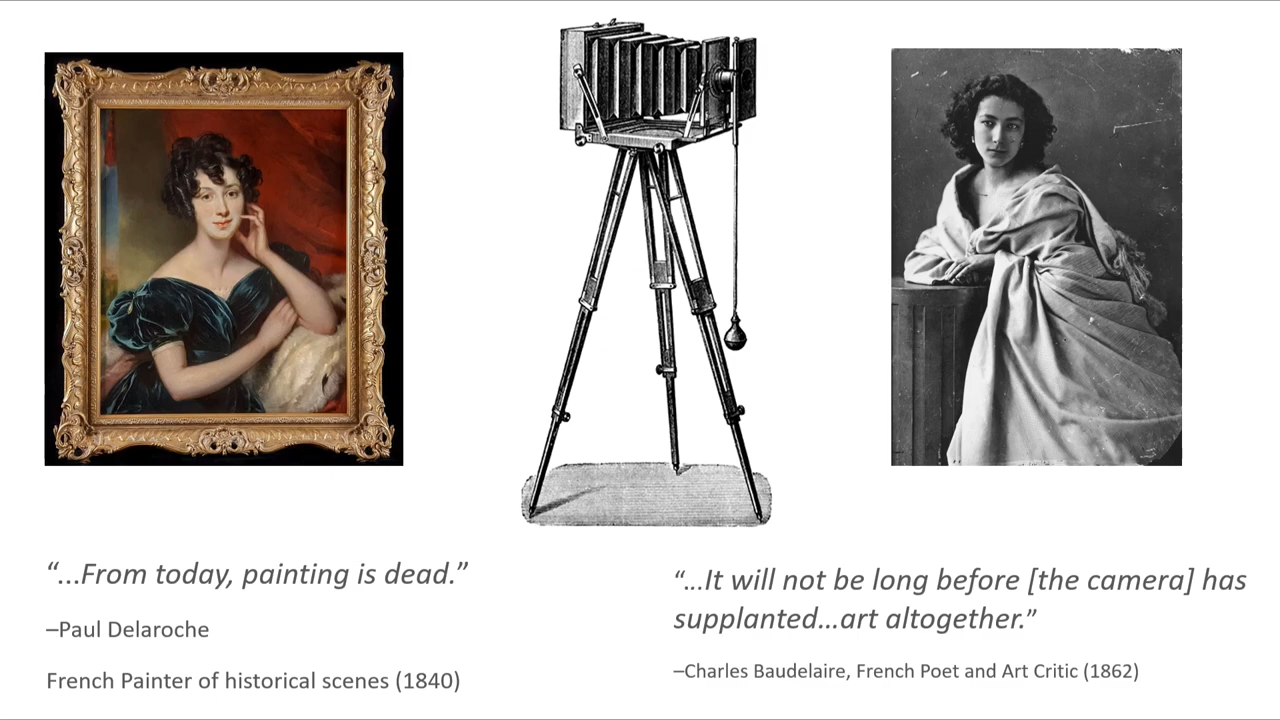 “...From today, painting is dead.”
–Paul Delaroche
French Painter of historical scenes (1840)
“...It will not be long before [the camera] has
supplanted...art altogether.”
–Charles Baudelaire, French Poet and Art Critic (1862)